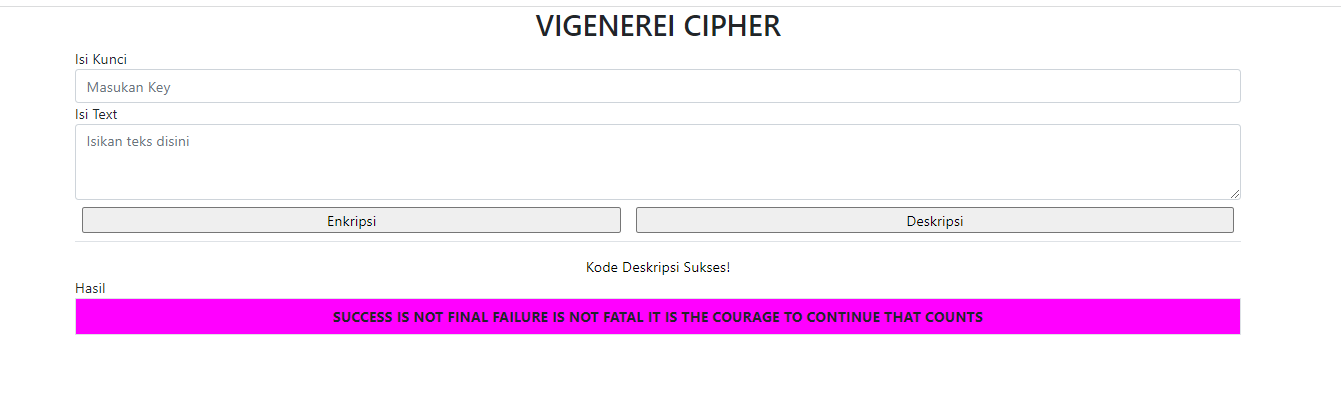 VIGENEREI CIPHER
Isi Kunci
Masukan Key
Isi Text
Isikan teks disini
Enkripsi Deskripsi
Kode Deskripsi Sukses!
Hasil
SUCCESS IS NOT FINAL FAILURE IS NOT FATAL IT IS THE COURAGE TO CONTINUE THAT COUNTS